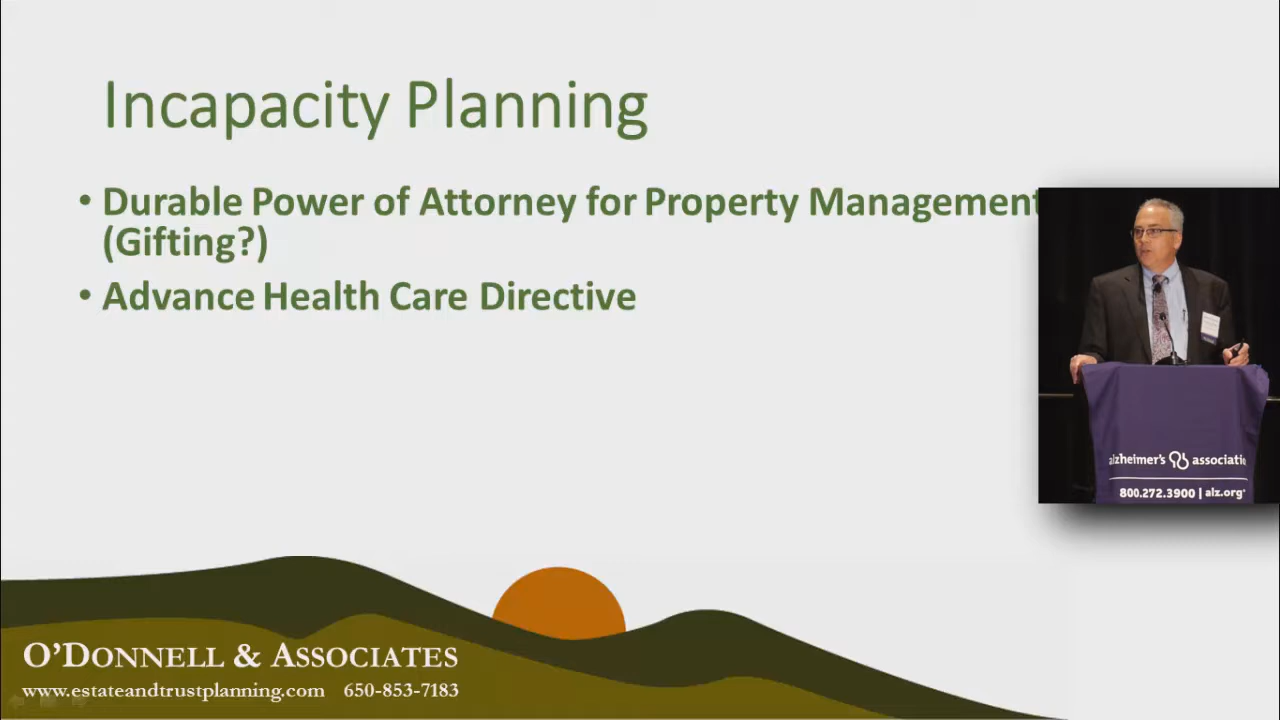 Incapacity Planning
• Durable Power of Attorney for Property Management
(Gifting?)
• Advance Health Care Directive
alzheimer's associati
800.272.3900 | alz.org
O'DONNELL & ASSOCIATES
www.estateandtrustplanning.com 650-853-7183